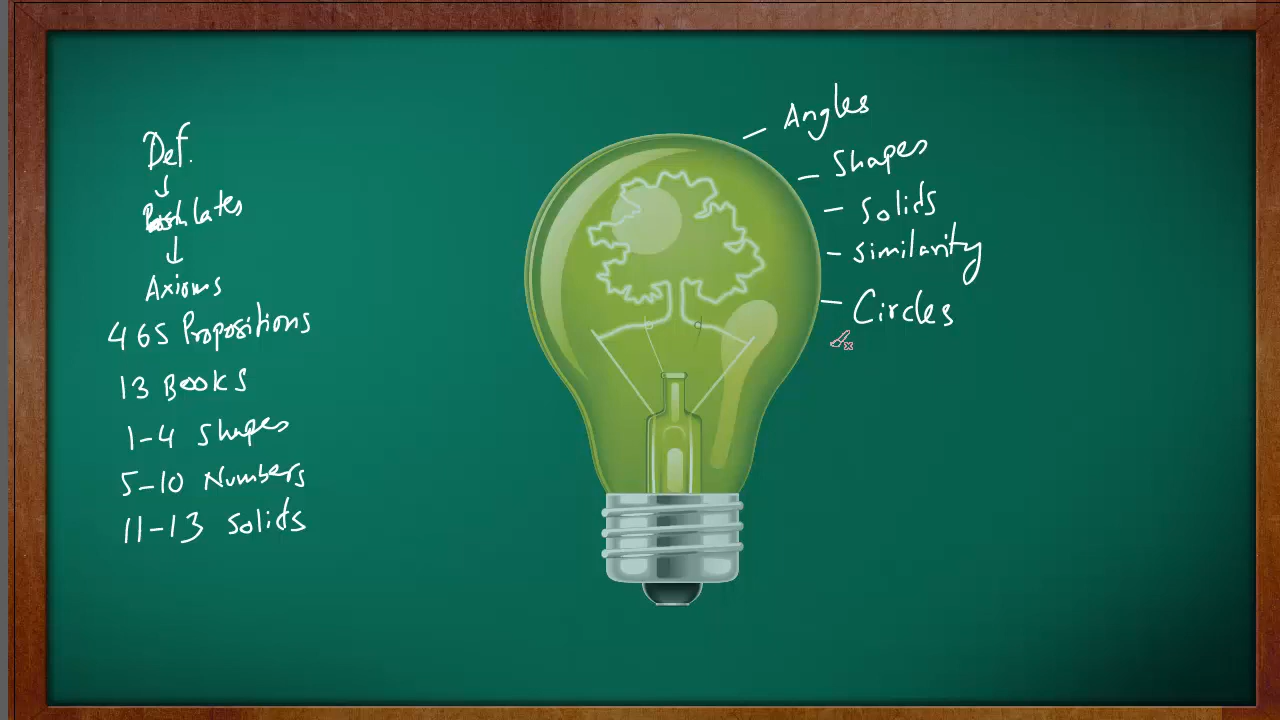 Def.
Postulates
Axioms
465 Propositions
13 Books
1-4 Shapes
5-10 Numbers
11-13 Solids
- Angles
- Shapes
- Solids
- Similarity
- Circles